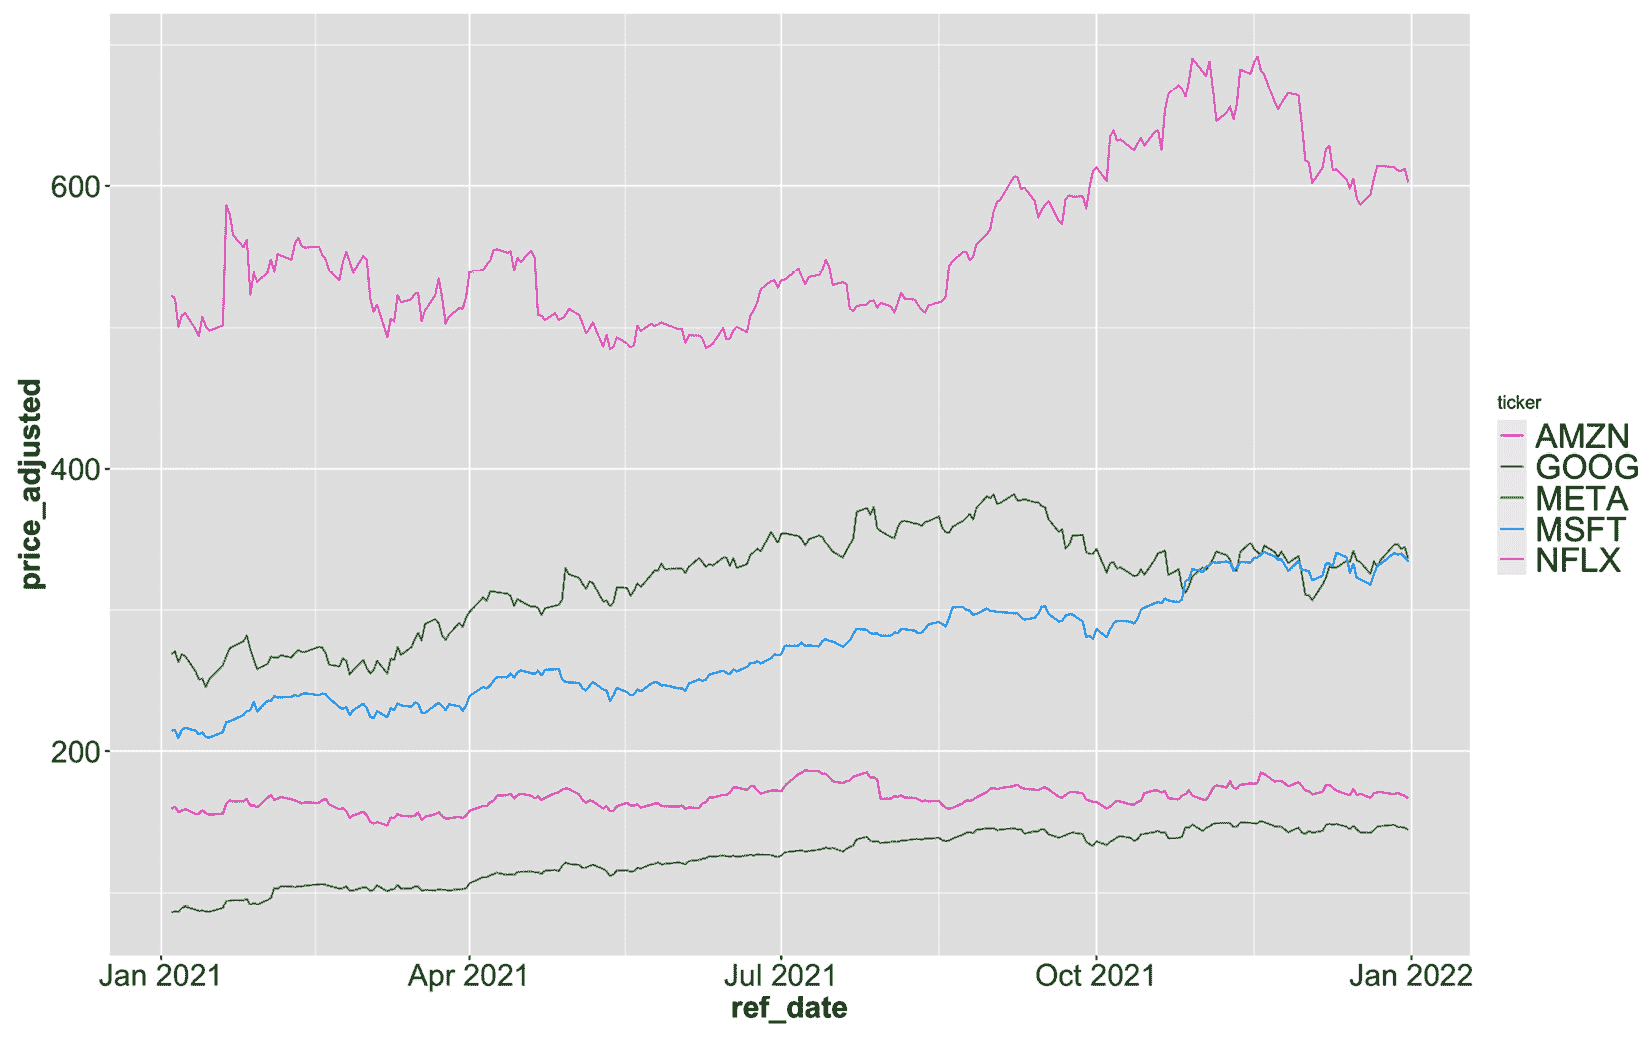 600
400
200
price_adjusted
Jan 2021
Apr 2021
Jul 2021
Oct 2021
Jan 2022
ref_date
ticker
AMZN
GOOG
META
MSFT
NFLX